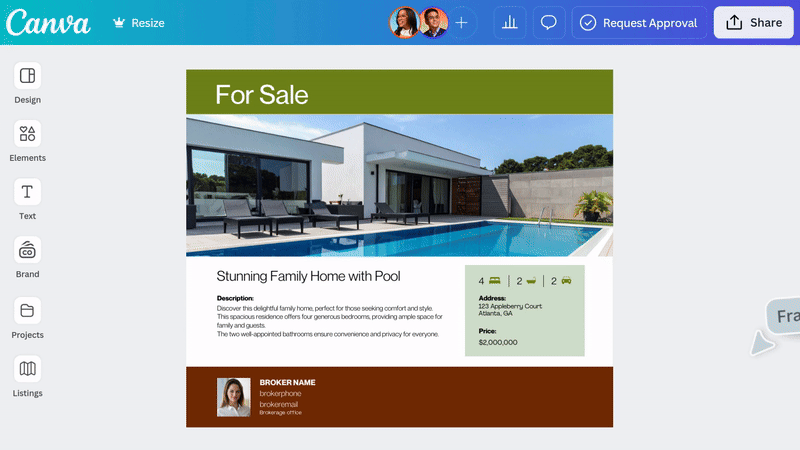 Canva
Resize
Request Approval
Share
Design
Elements
Text
Brand
Projects
Listings
CO
For Sale
Stunning Family Home with Pool
Description:
Discover this delightful family home, perfect for those seeking comfort and style.
This spacious residence offers four generous bedrooms, providing ample space for
family and guests.
The two well-appointed bathrooms ensure convenience and privacy for everyone.
4 | 2 | 2
Address:
123 Appleberry Court
Atlanta, GA
Price:
$2,000,000
BROKER NAME
brokerphone
brokeremail
Brokerage office
Fra